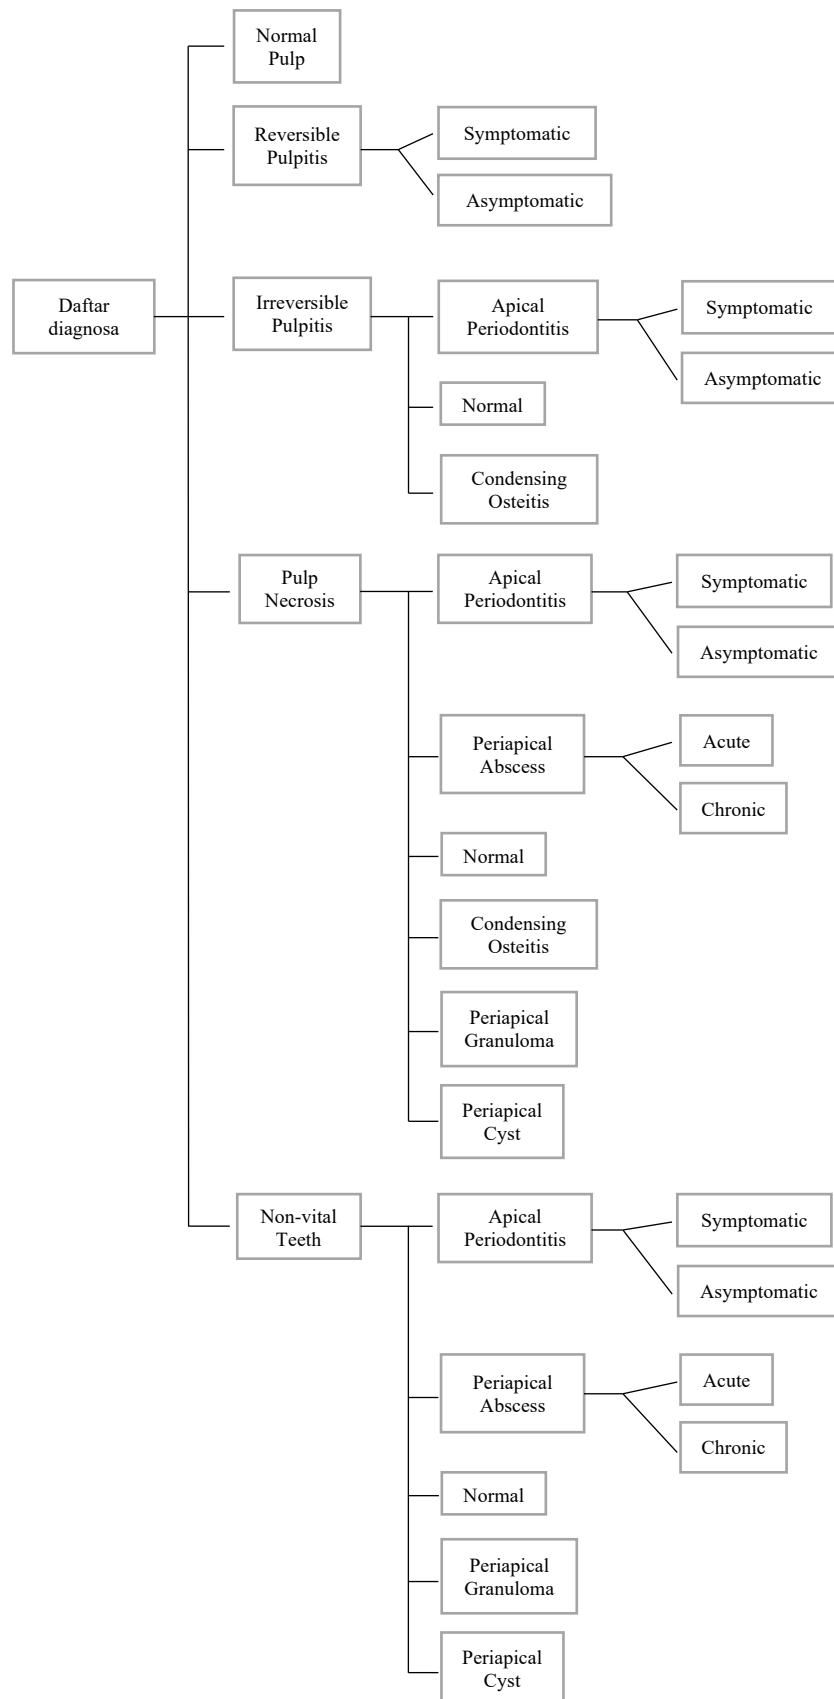 Normal
Pulp
Reversible
Pulpitis
Symptomatic
Asymptomatic
Daftar
diagnosa
Irreversible
Pulpitis
Apical
Periodontitis
Symptomatic
Asymptomatic
Normal
Condensing
Osteitis
Pulp
Necrosis
Apical
Periodontitis
Symptomatic
Asymptomatic
Periapical
Abscess
Acute
Chronic
Normal
Condensing
Osteitis
Periapical
Granuloma
Periapical
Cyst
Non-vital
Teeth
Apical
Periodontitis
Symptomatic
Asymptomatic
Periapical
Abscess
Acute
Chronic
Normal
Periapical
Granuloma
Periapical
Cyst